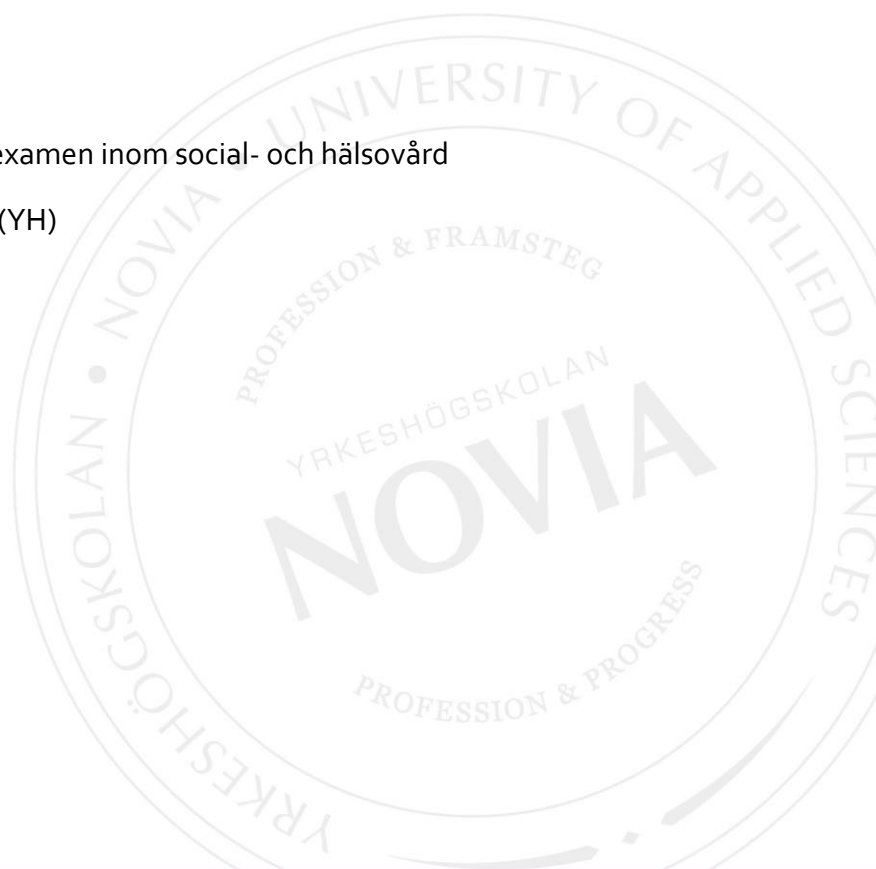 examen inom social- och hälsovård
(YH)
YRKESHÖGSKOLAN • NOVIA • UNIVERSITY OF APPLIED SCIENCES
PROFESSION & FRAMSTEG
YRKESHÖGSKOLAN
NOVIA
PROFESSION & PROGRESS